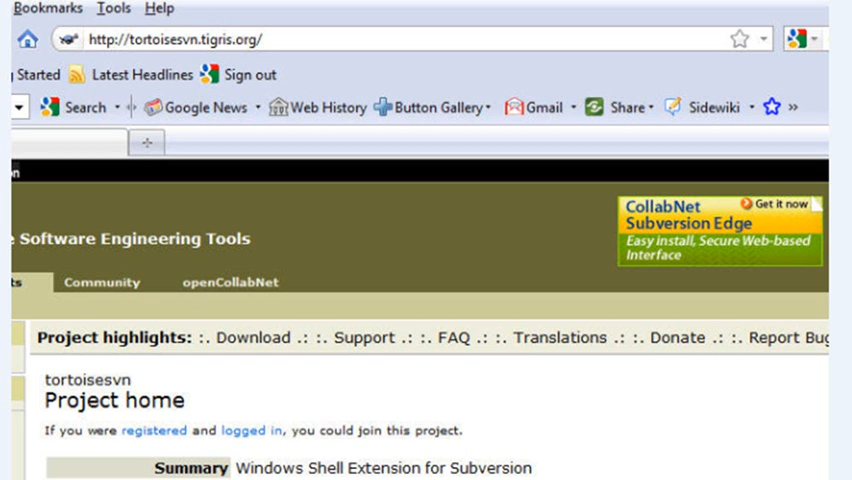 Bookmarks Tools Help
http://tortoisesvn.tigris.org/
Started Latest Headlines Sign out
Search Google News Web History Button Gallery Gmail Share Sidewiki »
Software Engineering Tools
CollabNet Get it now
Subversion Edge
Easy install, Secure Web-based
Interface
Community openCollabNet
Project highlights: :. Download .: :. Support .: :. FAQ .: :. Translations .: :. Donate .: :. Report Bug
tortoisesvn
Project home
If you were registered and logged in, you could join this project.
Summary Windows Shell Extension for Subversion